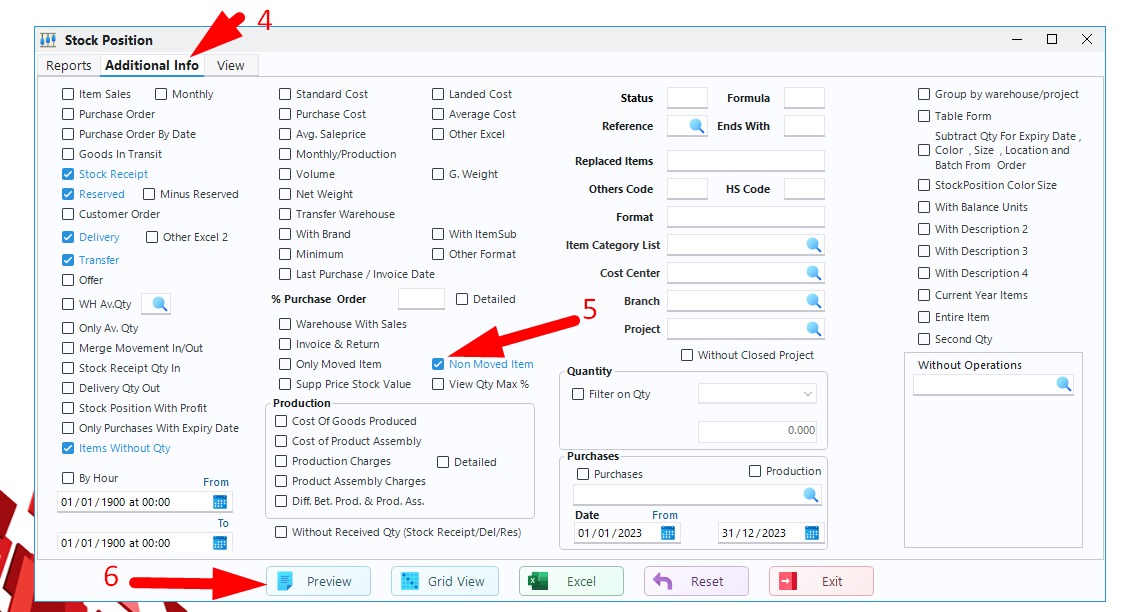 4
Stock Position
Reports Additional Info View
Item Sales Monthly
Purchase Order
Purchase Order By Date
Goods In Transit
Stock Receipt
Reserved Minus Reserved
Customer Order
Delivery Other Excel 2
Transfer
Offer
WH Av.Qty
Only Av. Qty
Merge Movement In/Out
Stock Receipt Qty In
Delivery Qty Out
Stock Position With Profit
Only Purchases With Expiry Date
Items Without Qty
By Hour From
01/01/1900 at 00:00
To
01/01/1900 at 00:00
Standard Cost Landed Cost
Purchase Cost Average Cost
Avg. Saleprice Other Excel
Monthly/Production
Volume G. Weight
Net Weight
Transfer Warehouse
With Brand With ItemSub
Minimum Other Format
Last Purchase / Invoice Date
% Purchase Order Detailed
5
Warehouse With Sales
Invoice & Return
Only Moved Item Non Moved Item
Supp Price Stock Value View Qty Max %
Production
Cost Of Goods Produced
Cost of Product Assembly
Production Charges Detailed
Product Assembly Charges
Diff. Bet. Prod. & Prod. Ass.
Without Received Qty (Stock Receipt/Del/Res)
Status Formula
Reference Ends With
Replaced Items
Others Code HS Code
Format
Item Category List
Cost Center
Branch
Project
Without Closed Project
Quantity
Filter on Qty
0.000
Purchases
Purchases Production
Date From
01/01/2023 31/12/2023
Group by warehouse/project
Table Form
Subtract Qty For Expiry Date ,
Color , Size , Location and
Batch From Order
StockPosition Color Size
With Balance Units
With Description 2
With Description 3
With Description 4
Current Year Items
Entire Item
Second Qty
Without Operations
6
Preview Grid View Excel Reset Exit